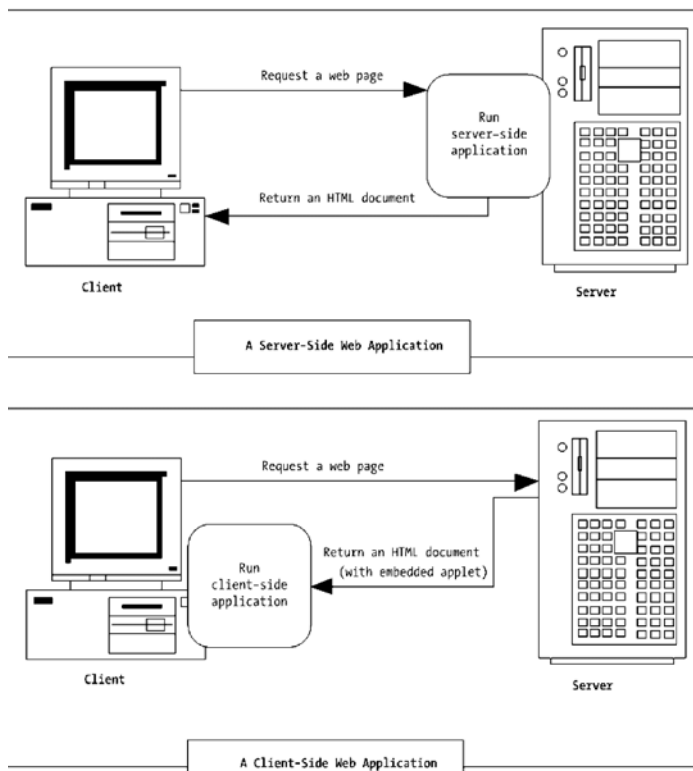 Request a web page
Run
server-side
application
Return an HTML document
Client
Server
A Server-Side Web Application
Request a web page
Run
client-side
application
Return an HTML document
(with embedded applet)
Client
Server
A Client-Side Web Application